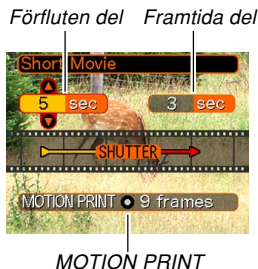 Förfluten del Framtida del
Short Movie
5 sec 3 sec
SHUTTER
MOTION PRINT 9 frames
MOTION PRINT